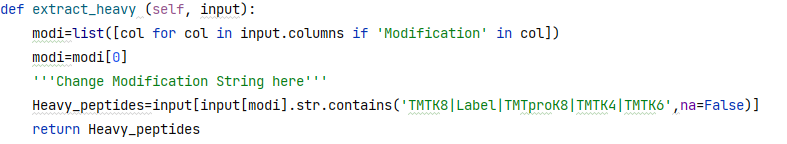 def extract_heavy (self, input):
modi=list([col for col in input.columns if 'Modification' in col])
modi=modi[0]
'''Change Modification String here'''
Heavy_peptides=input[input[modi].str.contains('TMTK8|Label|TMTproK8|TMTK4|TMTK6',na=False)]
return Heavy_peptides